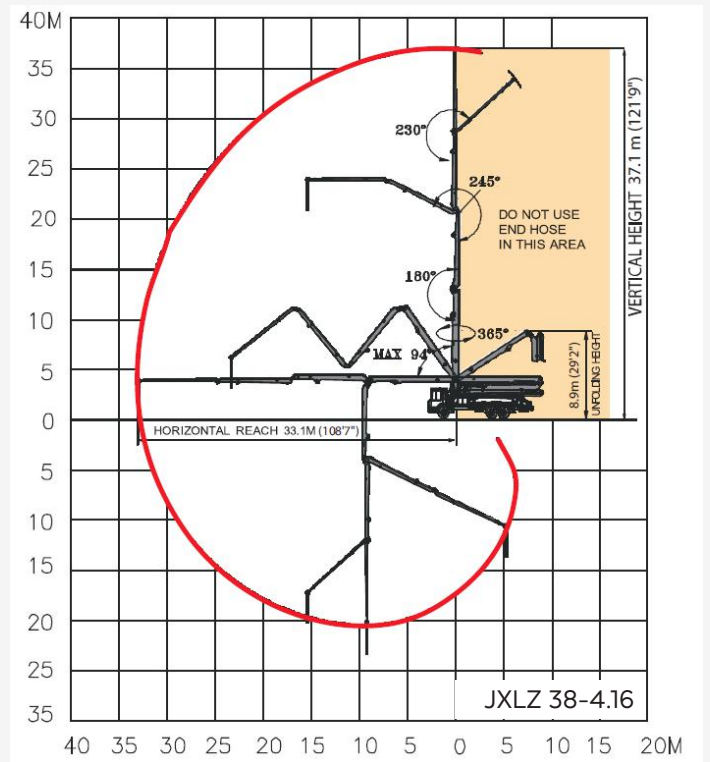 40M
35
30
25
20
15
10
5
0
5
10
15
20
25
30
35
230°
245°
DO NOT USE
END HOSE
IN THIS AREA
180°
365°
MAX 94°
VERTICAL HEIGHT 37.1 m (121'9")
8.9m (29'2")
UNFOLDING HEIGHT
HORIZONTAL REACH 33.1M (108'7")
JXLZ 38-4.16
40 35 30 25 20 15 10 5 0 5 10 15 20M